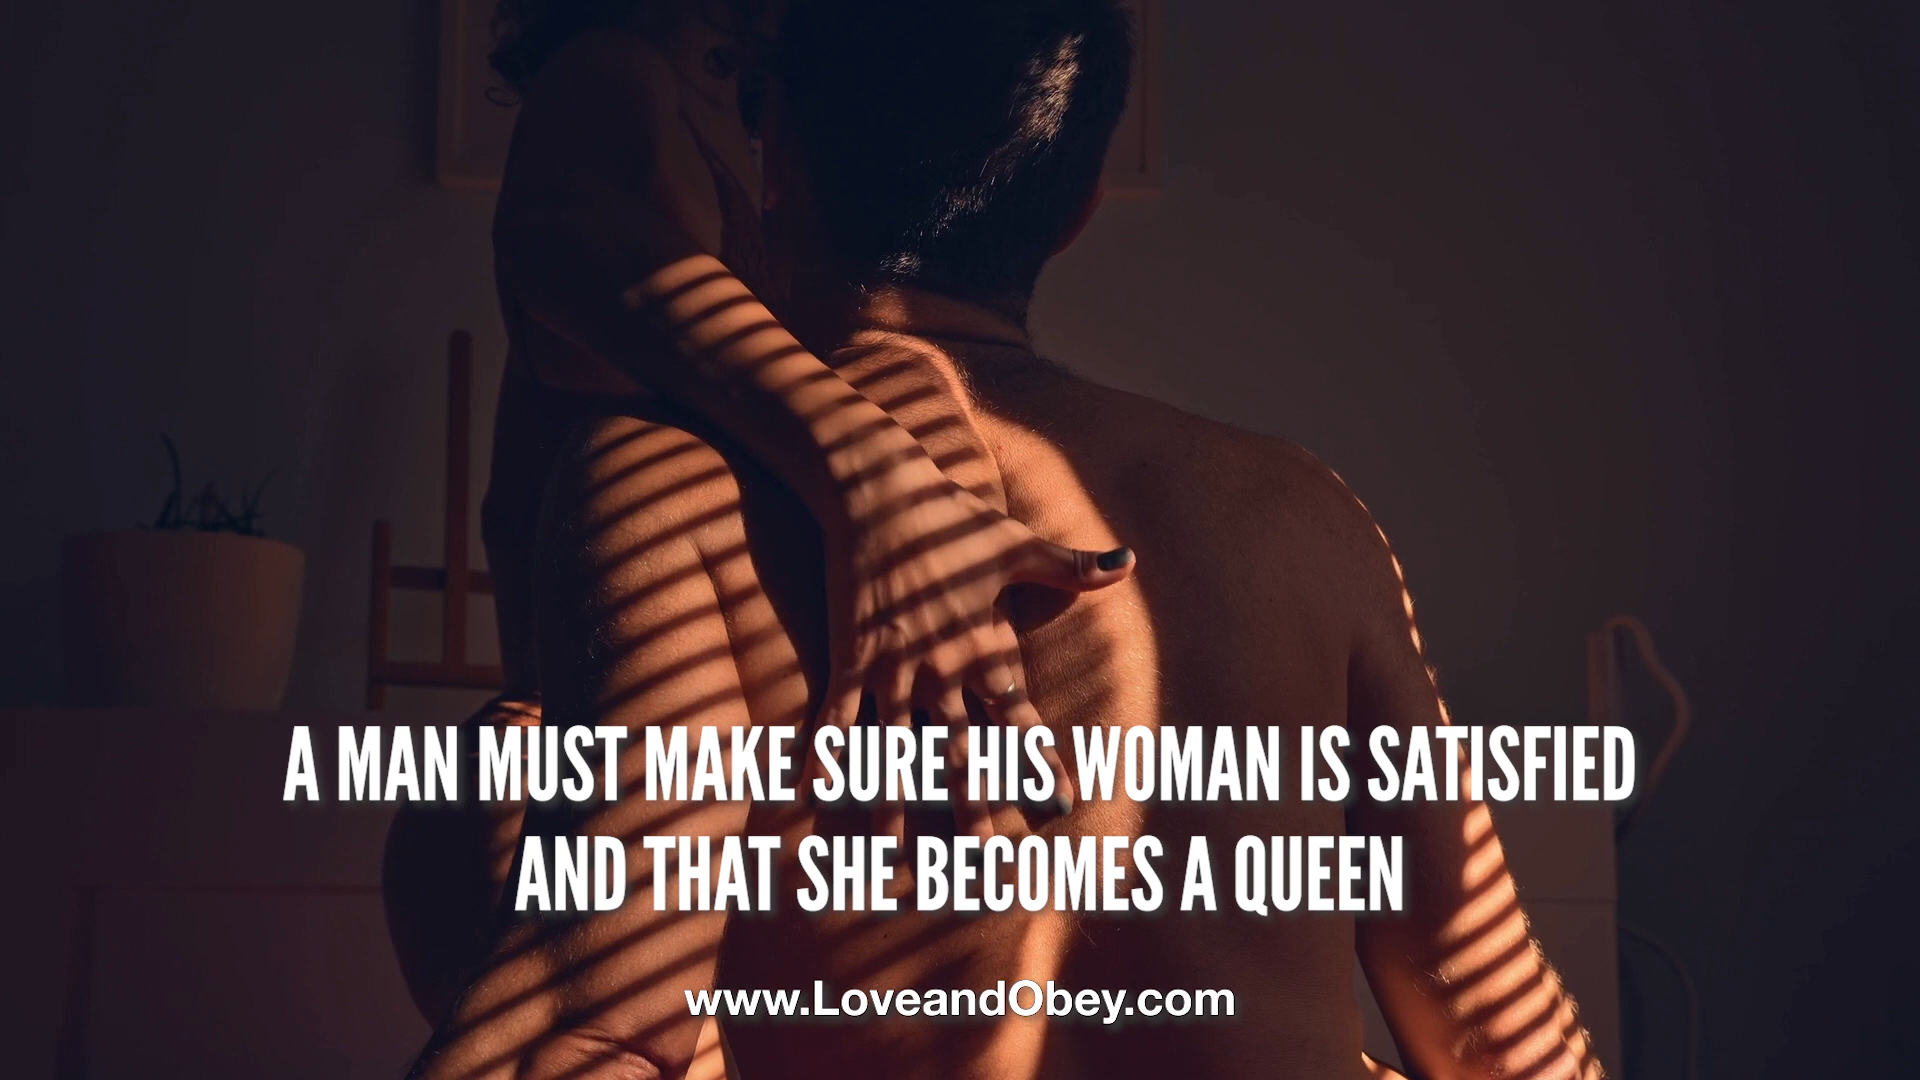 A MAN MUST MAKE SURE HIS WOMAN IS SATISFIED
AND THAT SHE BECOMES A QUEEN
www.LoveandObey.com